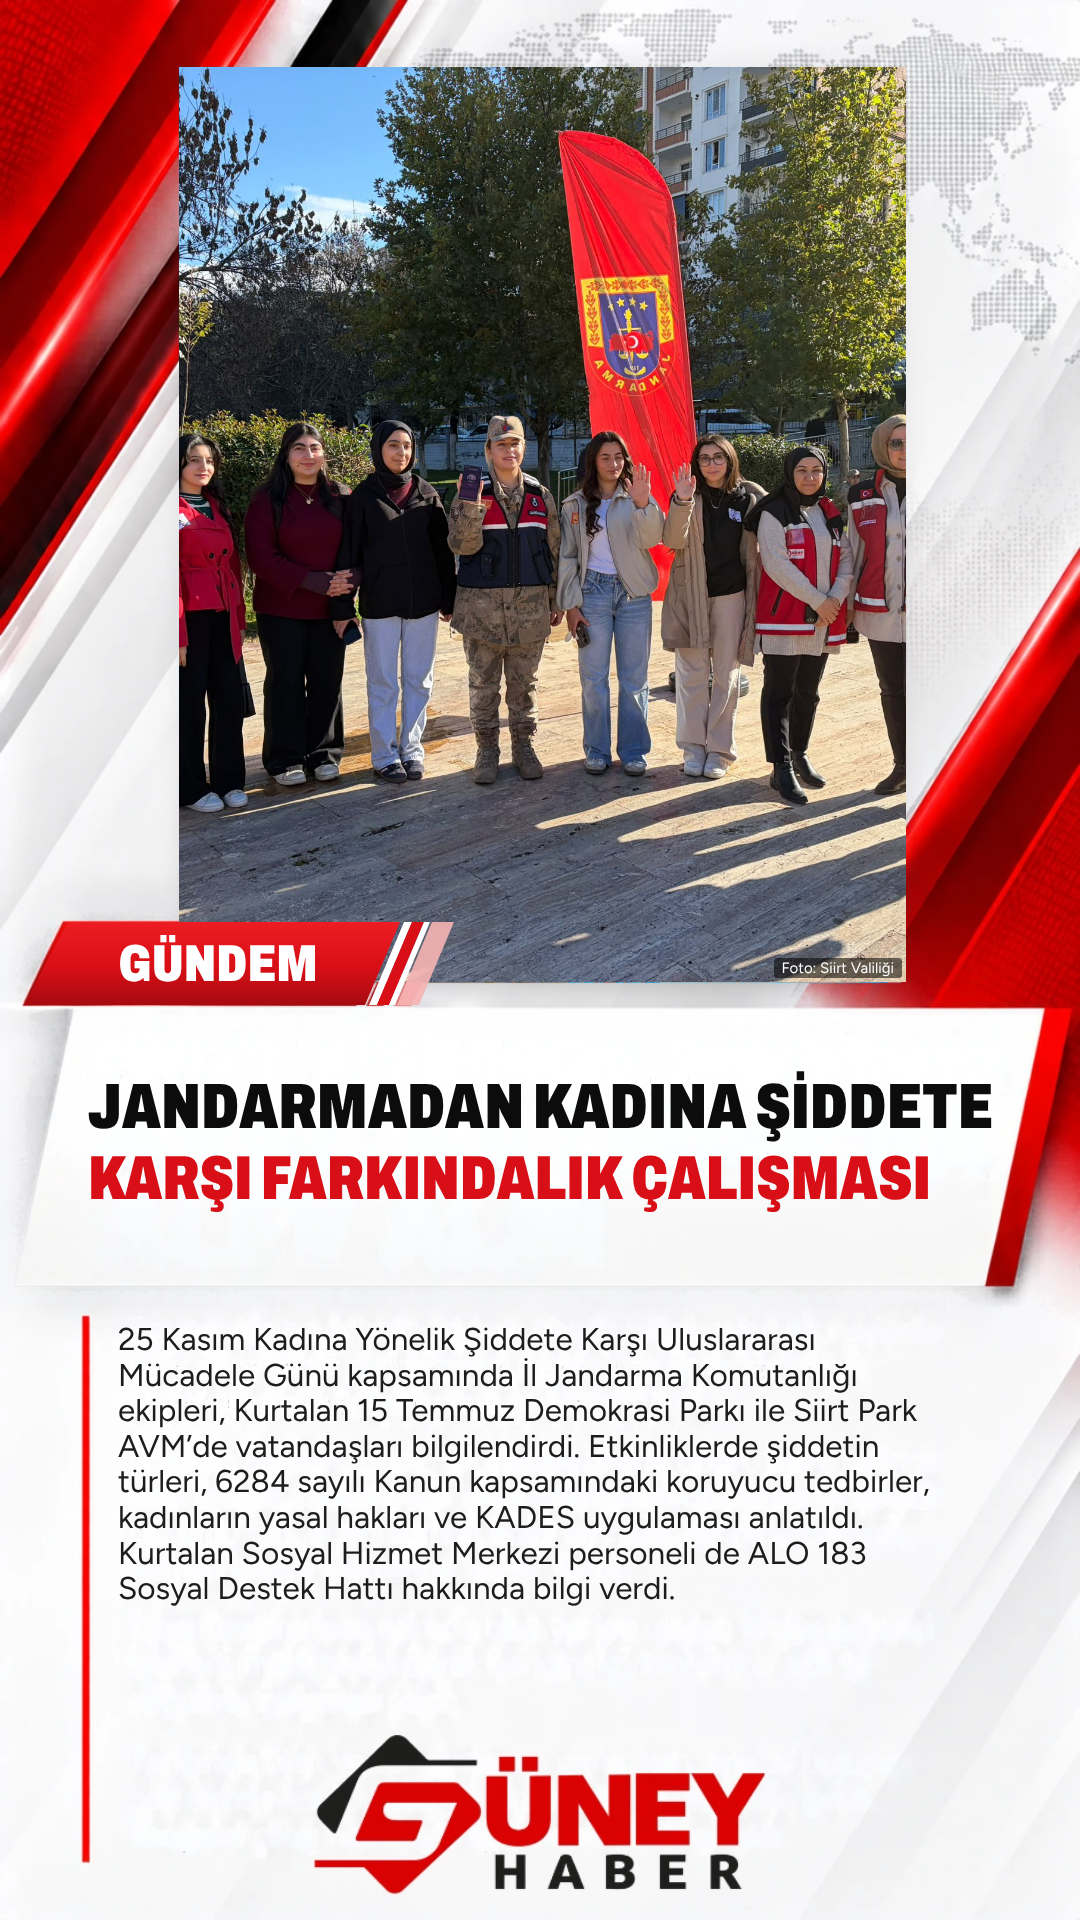 JANDARMA
Foto: Siirt Valiliği
GÜNDEM
JANDARMADAN KADINA ŞİDDETE
KARŞI FARKINDALIK ÇALIŞMASI
25 Kasım Kadına Yönelik Şiddete Karşı Uluslararası
Mücadele Günü kapsamında İl Jandarma Komutanlığı
ekipleri, Kurtalan 15 Temmuz Demokrasi Parkı ile Siirt Park
AVM’de vatandaşları bilgilendirdi. Etkinliklerde şiddetin
türleri, 6284 sayılı Kanun kapsamındaki koruyucu tedbirler,
kadınların yasal hakları ve KADES uygulaması anlatıldı.
Kurtalan Sosyal Hizmet Merkezi personeli de ALO 183
Sosyal Destek Hattı hakkında bilgi verdi.
GÜNEY
HABER